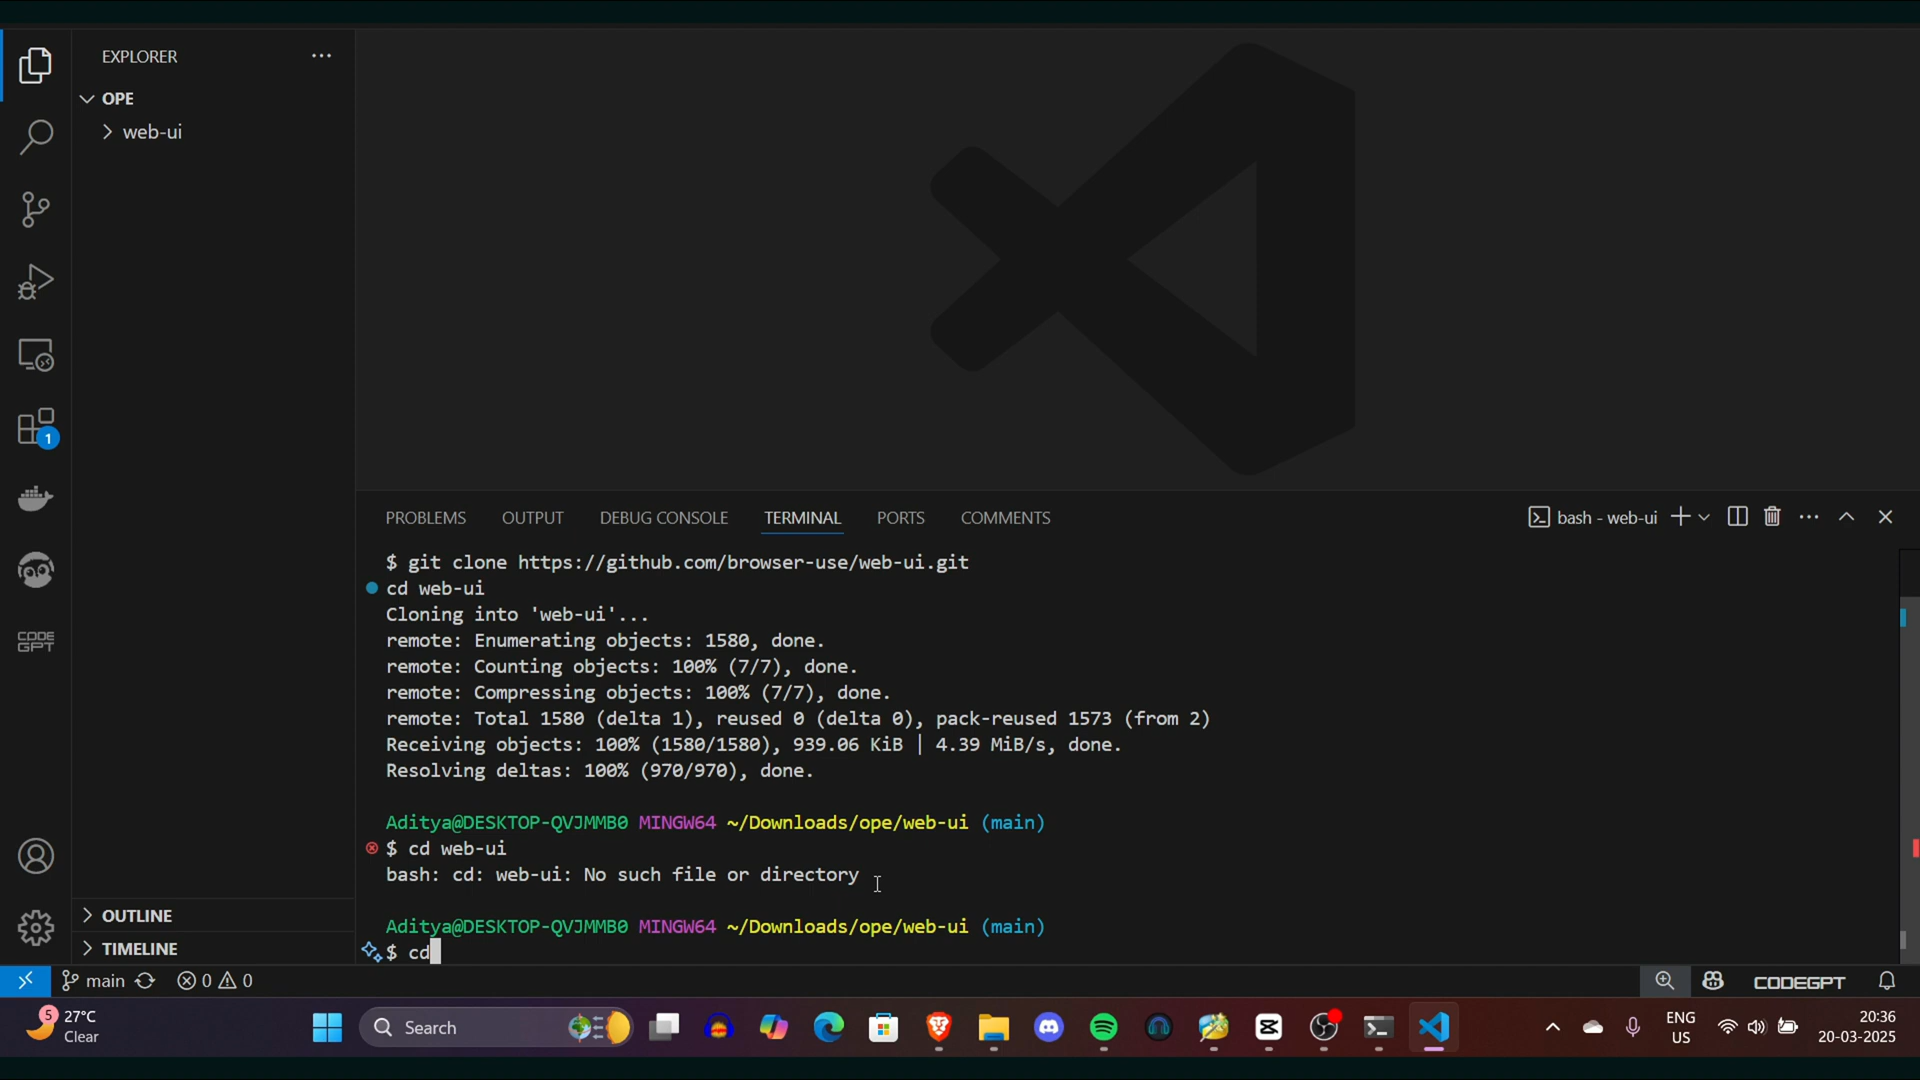 EXPLORER
OPE
web-ui
1
CODE
GPT
OUTLINE
TIMELINE
PROBLEMS OUTPUT DEBUG CONSOLE TERMINAL PORTS COMMENTS
bash - web-ui
$ git clone https://github.com/browser-use/web-ui.git
cd web-ui
Cloning into 'web-ui'...
remote: Enumerating objects: 1580, done.
remote: Counting objects: 100% (7/7), done.
remote: Compressing objects: 100% (7/7), done.
remote: Total 1580 (delta 1), reused 0 (delta 0), pack-reused 1573 (from 2)
Receiving objects: 100% (1580/1580), 939.06 KiB | 4.39 MiB/s, done.
Resolving deltas: 100% (970/970), done.
Aditya@DESKTOP-QVJMMB0 MINGW64 ~/Downloads/ope/web-ui (main)
$ cd web-ui
bash: cd: web-ui: No such file or directory
Aditya@DESKTOP-QVJMMB0 MINGW64 ~/Downloads/ope/web-ui (main)
$ cd
main 0 0 CODEGPT
5
27°C
Clear
Search
ENG
US
20:36
20-03-2025